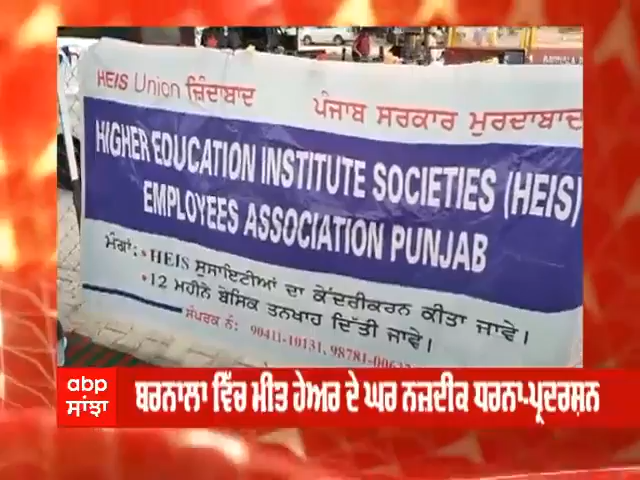 HEIS Union ਜ਼ਿੰਦਾਬਾਦ
ਪੰਜਾਬ ਸਰਕਾਰ ਮੁਰਦਾਬਾਦ
HIGHER EDUCATION INSTITUTE SOCIETIES (HEIS)
EMPLOYEES ASSOCIATION PUNJAB
ਮੰਗਾਂ: *HEIS ਸੁਸਾਇਟੀਆਂ ਦਾ ਕੇਂਦਰੀਕਰਨ ਕੀਤਾ ਜਾਵੇ।
*12 ਮਹੀਨੇ ਬੇਸਿਕ ਤਨਖਾਹ ਦਿੱਤੀ ਜਾਵੇ।
ਸੰਪਰਕ ਨੰ: 90411-10131, 98781-0063
abp
ਸਾਂਝਾ
ਬਰਨਾਲਾ ਵਿੱਚ ਮੀਤ ਹੇਅਰ ਦੇ ਘਰ ਨਜ਼ਦੀਕ ਧਰਨਾ-ਪ੍ਰਦਰਸ਼ਨ